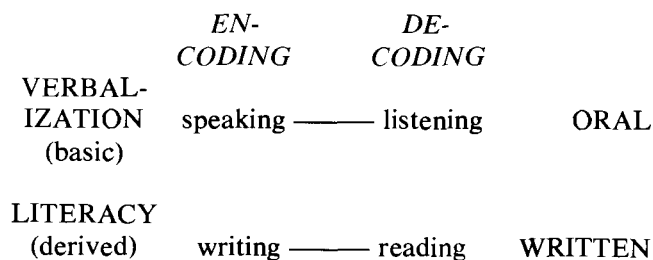 EN- DE-
CODING CODING
VERBAL-
IZATION speaking listening ORAL
(basic)
LITERACY
(derived) writing reading WRITTEN